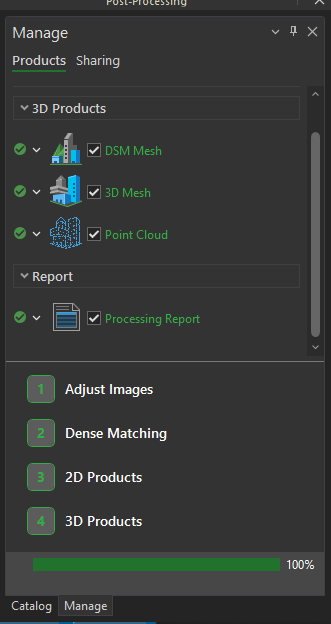 Post-Processing
Manage
Products Sharing
3D Products
DSM Mesh
3D Mesh
Point Cloud
Report
Processing Report
1 Adjust Images
2 Dense Matching
3 2D Products
4 3D Products
100%
Catalog Manage